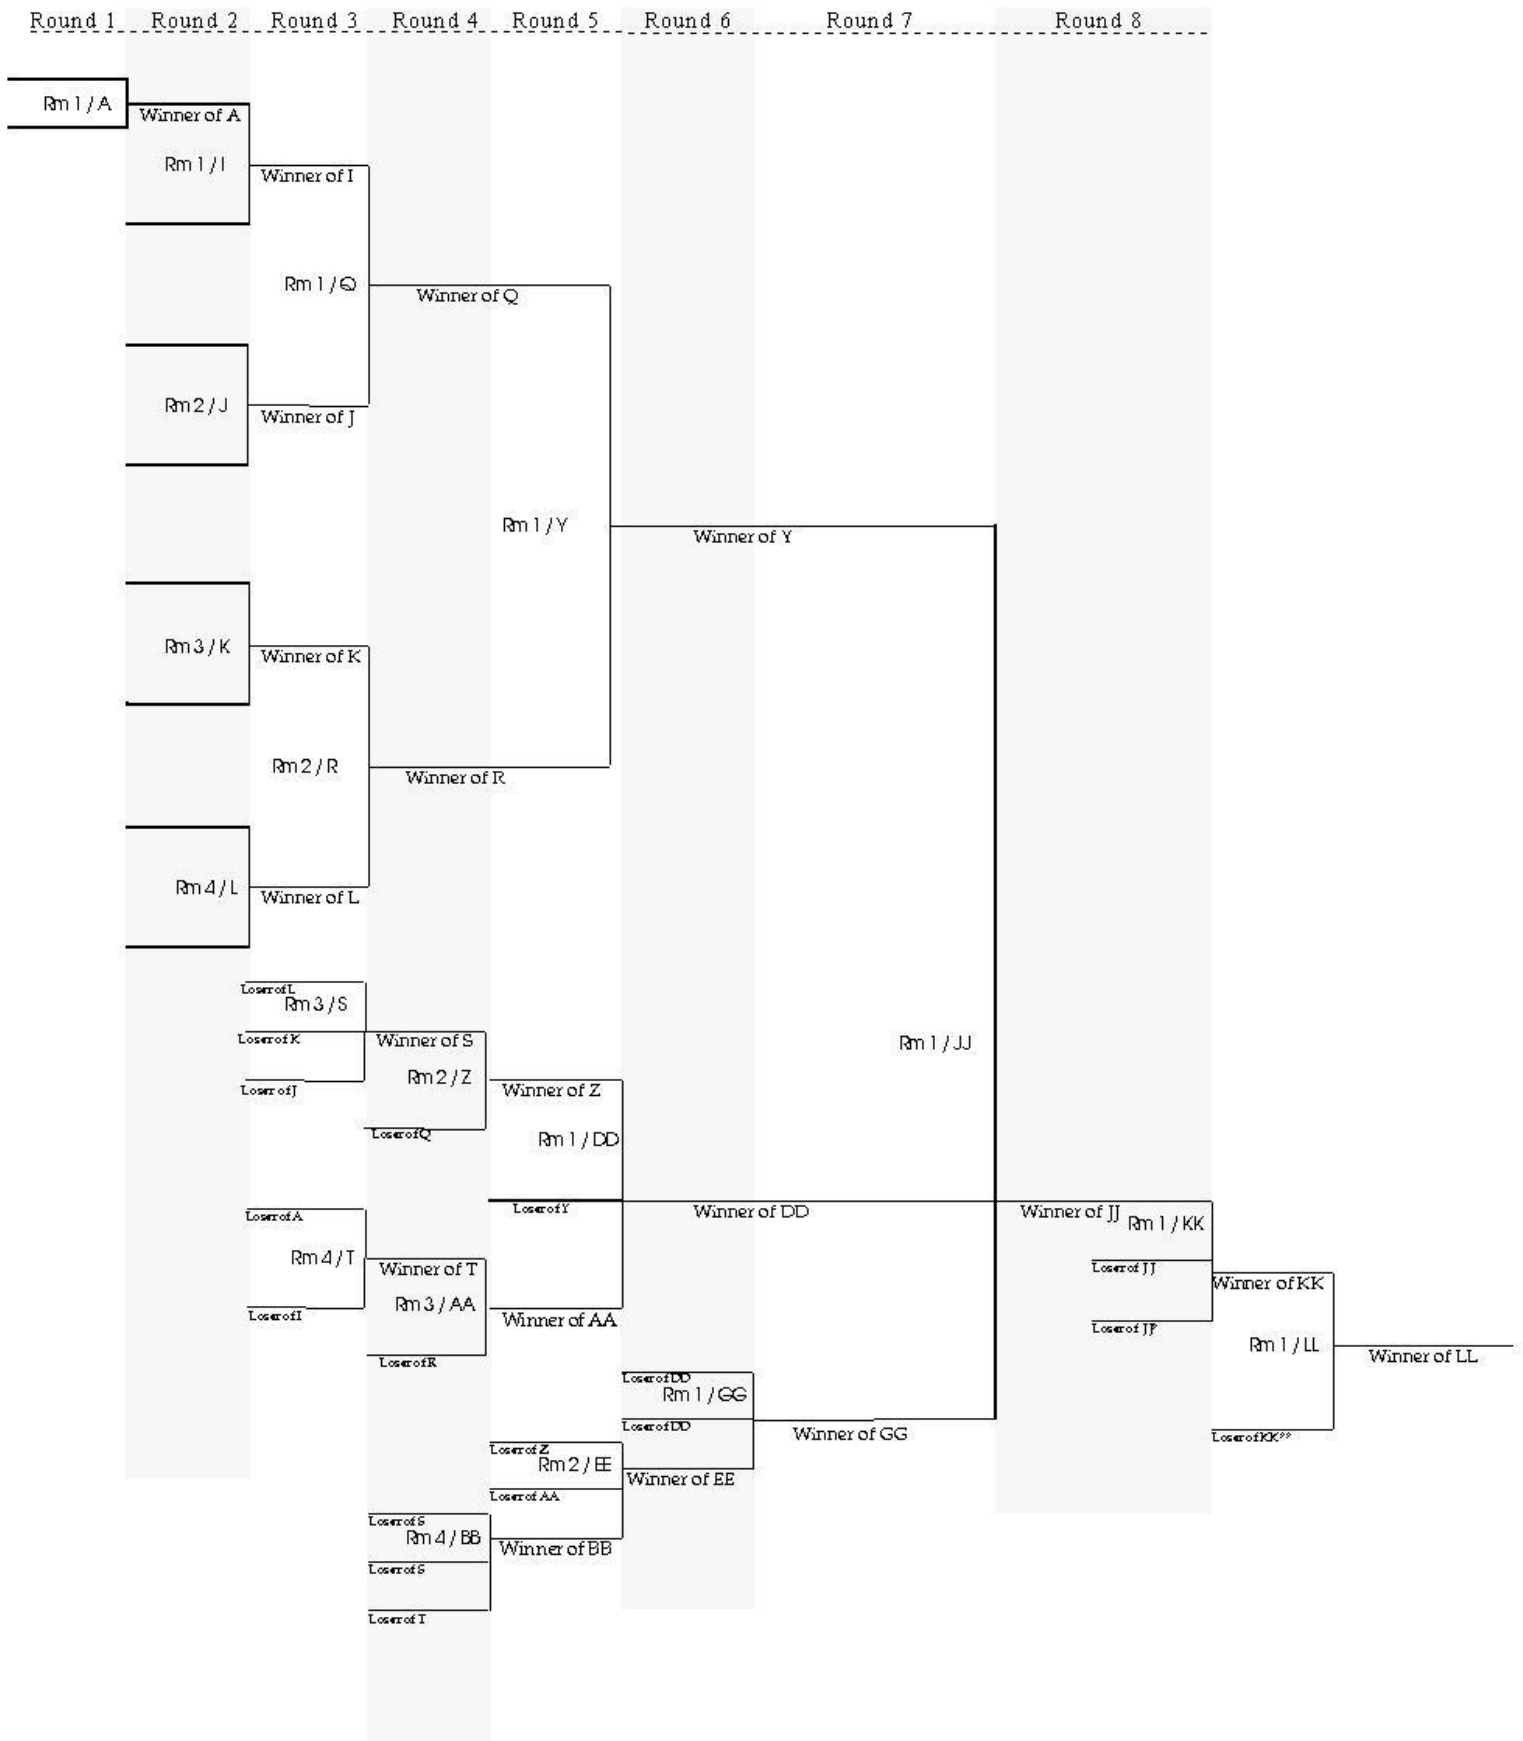 Round 1 Round 2 Round 3 Round 4 Round 5 Round 6 Round 7 Round 8
Rm 1 / A
Winner of A
Rm 1 / I
Winner of I
Rm 1 / Q
Winner of Q
Rm 2 / J
Winner of J
Rm 1 / Y
Winner of Y
Rm 3 / K
Winner of K
Rm 2 / R
Winner of R
Rm 4 / L
Winner of L
Loser of L
Rm 3 / S
Loser of K
Winner of S
Rm 1 / JJ
Rm 2 / Z
Loser of J
Winner of Z
Loser of Q
Rm 1 / DD
Loser of Y
Winner of DD
Winner of JJ
Loser of A
Rm 1 / KK
Rm 4 / T
Winner of T
Loser of JJ
Winner of KK
Rm 3 / AA
Loser of I
Winner of AA
Loser of JJ*
Rm 1 / LL
Winner of LL
Loser of R
Loser of DD
Rm 1 / GG
Loser of DD
Winner of GG
Loser of KK**
Loser of Z
Rm 2 / EE
Winner of EE
Loser of AA
Loser of S
Rm 4 / BB
Winner of BB
Loser of S
Loser of T